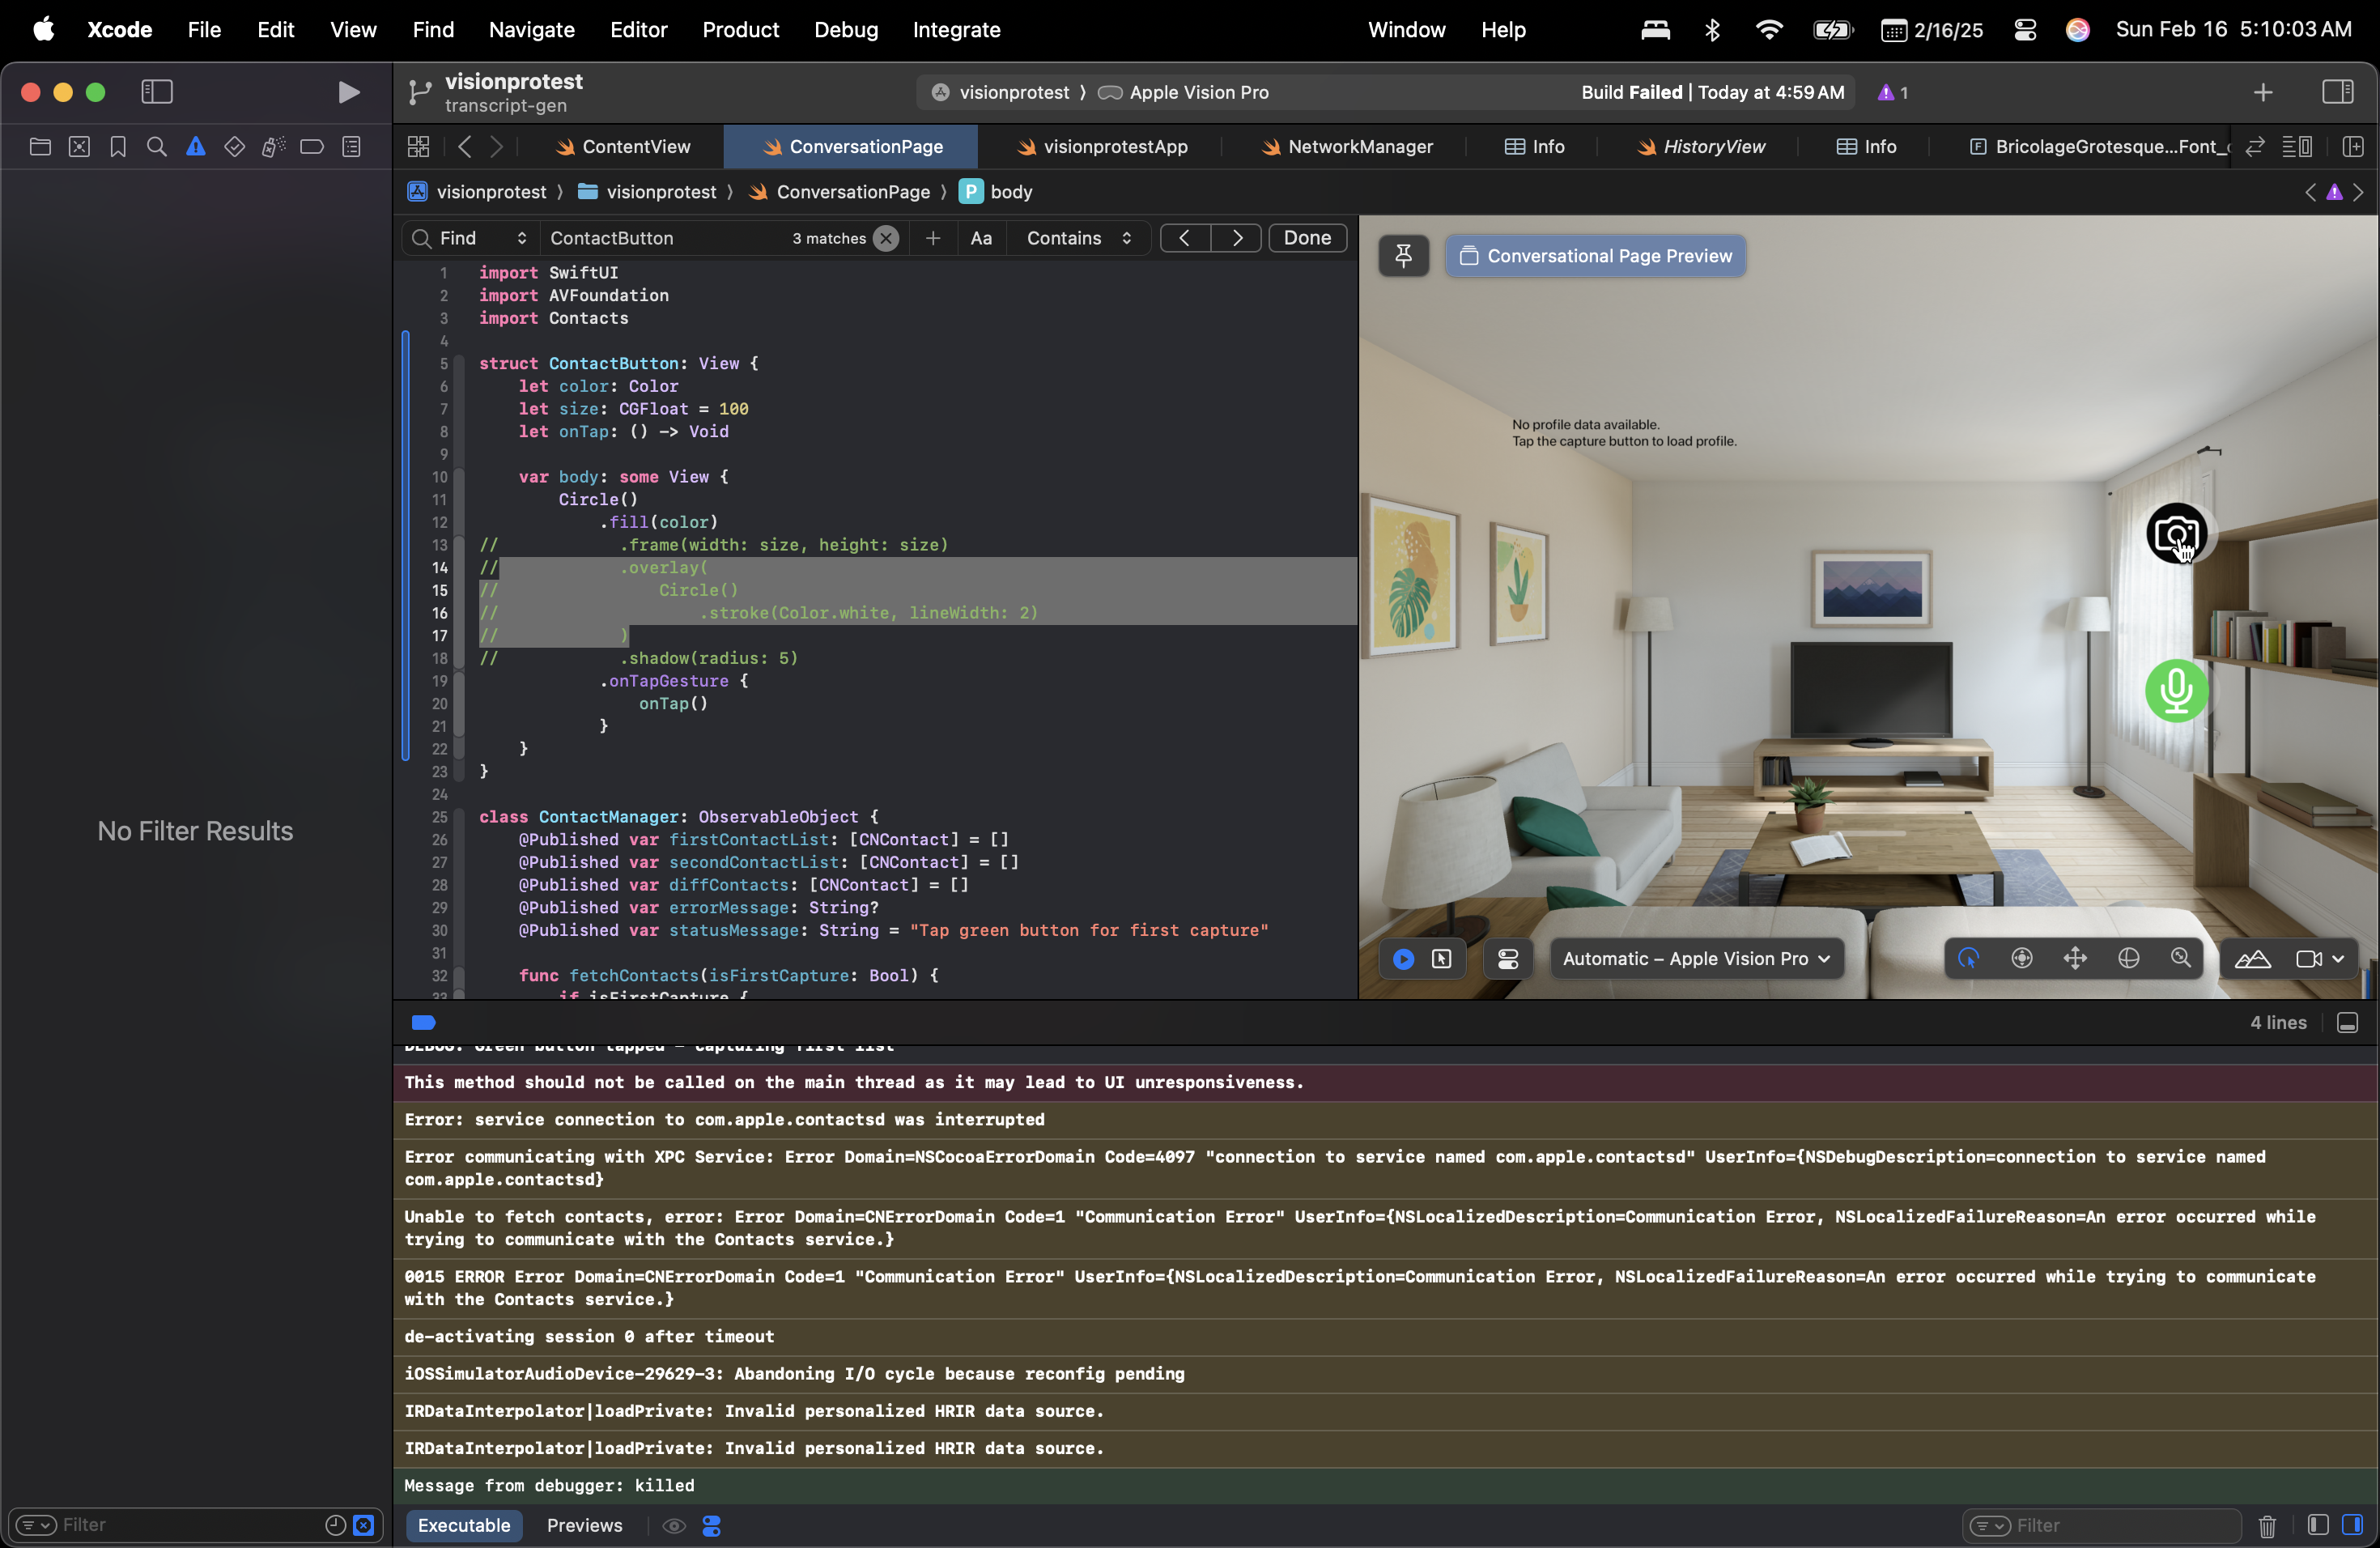 Xcode File Edit View Find Navigate Editor Product Debug Integrate Window Help 2/16/25 Sun Feb 16 5:10:03 AM
visionprotest
transcript-gen
visionprotest ⟩ Apple Vision Pro
Build Failed | Today at 4:59 AM 1
ContentView ConversationPage visionprotestApp NetworkManager Info HistoryView Info BricolageGrotesque...Font_
visionprotest ⟩ visionprotest ⟩ ConversationPage ⟩ P body
Find ContactButton 3 matches Aa Contains Done
1 import SwiftUI
2 import AVFoundation
3 import Contacts
4
5 struct ContactButton: View {
6 let color: Color
7 let size: CGFloat = 100
8 let onTap: () -> Void
9
10 var body: some View {
11 Circle()
12 .fill(color)
13 // .frame(width: size, height: size)
14 // .overlay(
15 // Circle()
16 // .stroke(Color.white, lineWidth: 2)
17 // )
18 // .shadow(radius: 5)
19 .onTapGesture {
20 onTap()
21 }
22 }
23 }
24
25 class ContactManager: ObservableObject {
26 @Published var firstContactList: [CNContact] = []
27 @Published var secondContactList: [CNContact] = []
28 @Published var diffContacts: [CNContact] = []
29 @Published var errorMessage: String?
30 @Published var statusMessage: String = "Tap green button for first capture"
31
32 func fetchContacts(isFirstCapture: Bool) {
33 if isFirstCapture {
Conversational Page Preview
No profile data available.
Tap the capture button to load profile.
Automatic – Apple Vision Pro
No Filter Results
4 lines
DEBUG: Green button tapped - capturing first list
This method should not be called on the main thread as it may lead to UI unresponsiveness.
Error: service connection to com.apple.contactsd was interrupted
Error communicating with XPC Service: Error Domain=NSCocoaErrorDomain Code=4097 "connection to service named com.apple.contactsd" UserInfo={NSDebugDescription=connection to service named
com.apple.contactsd}
Unable to fetch contacts, error: Error Domain=CNErrorDomain Code=1 "Communication Error" UserInfo={NSLocalizedDescription=Communication Error, NSLocalizedFailureReason=An error occurred while
trying to communicate with the Contacts service.}
0015 ERROR Error Domain=CNErrorDomain Code=1 "Communication Error" UserInfo={NSLocalizedDescription=Communication Error, NSLocalizedFailureReason=An error occurred while trying to communicate
with the Contacts service.}
de-activating session 0 after timeout
iOSSimulatorAudioDevice-29629-3: Abandoning I/O cycle because reconfig pending
IRDataInterpolator|loadPrivate: Invalid personalized HRIR data source.
IRDataInterpolator|loadPrivate: Invalid personalized HRIR data source.
Message from debugger: killed
Filter
Executable Previews
Filter